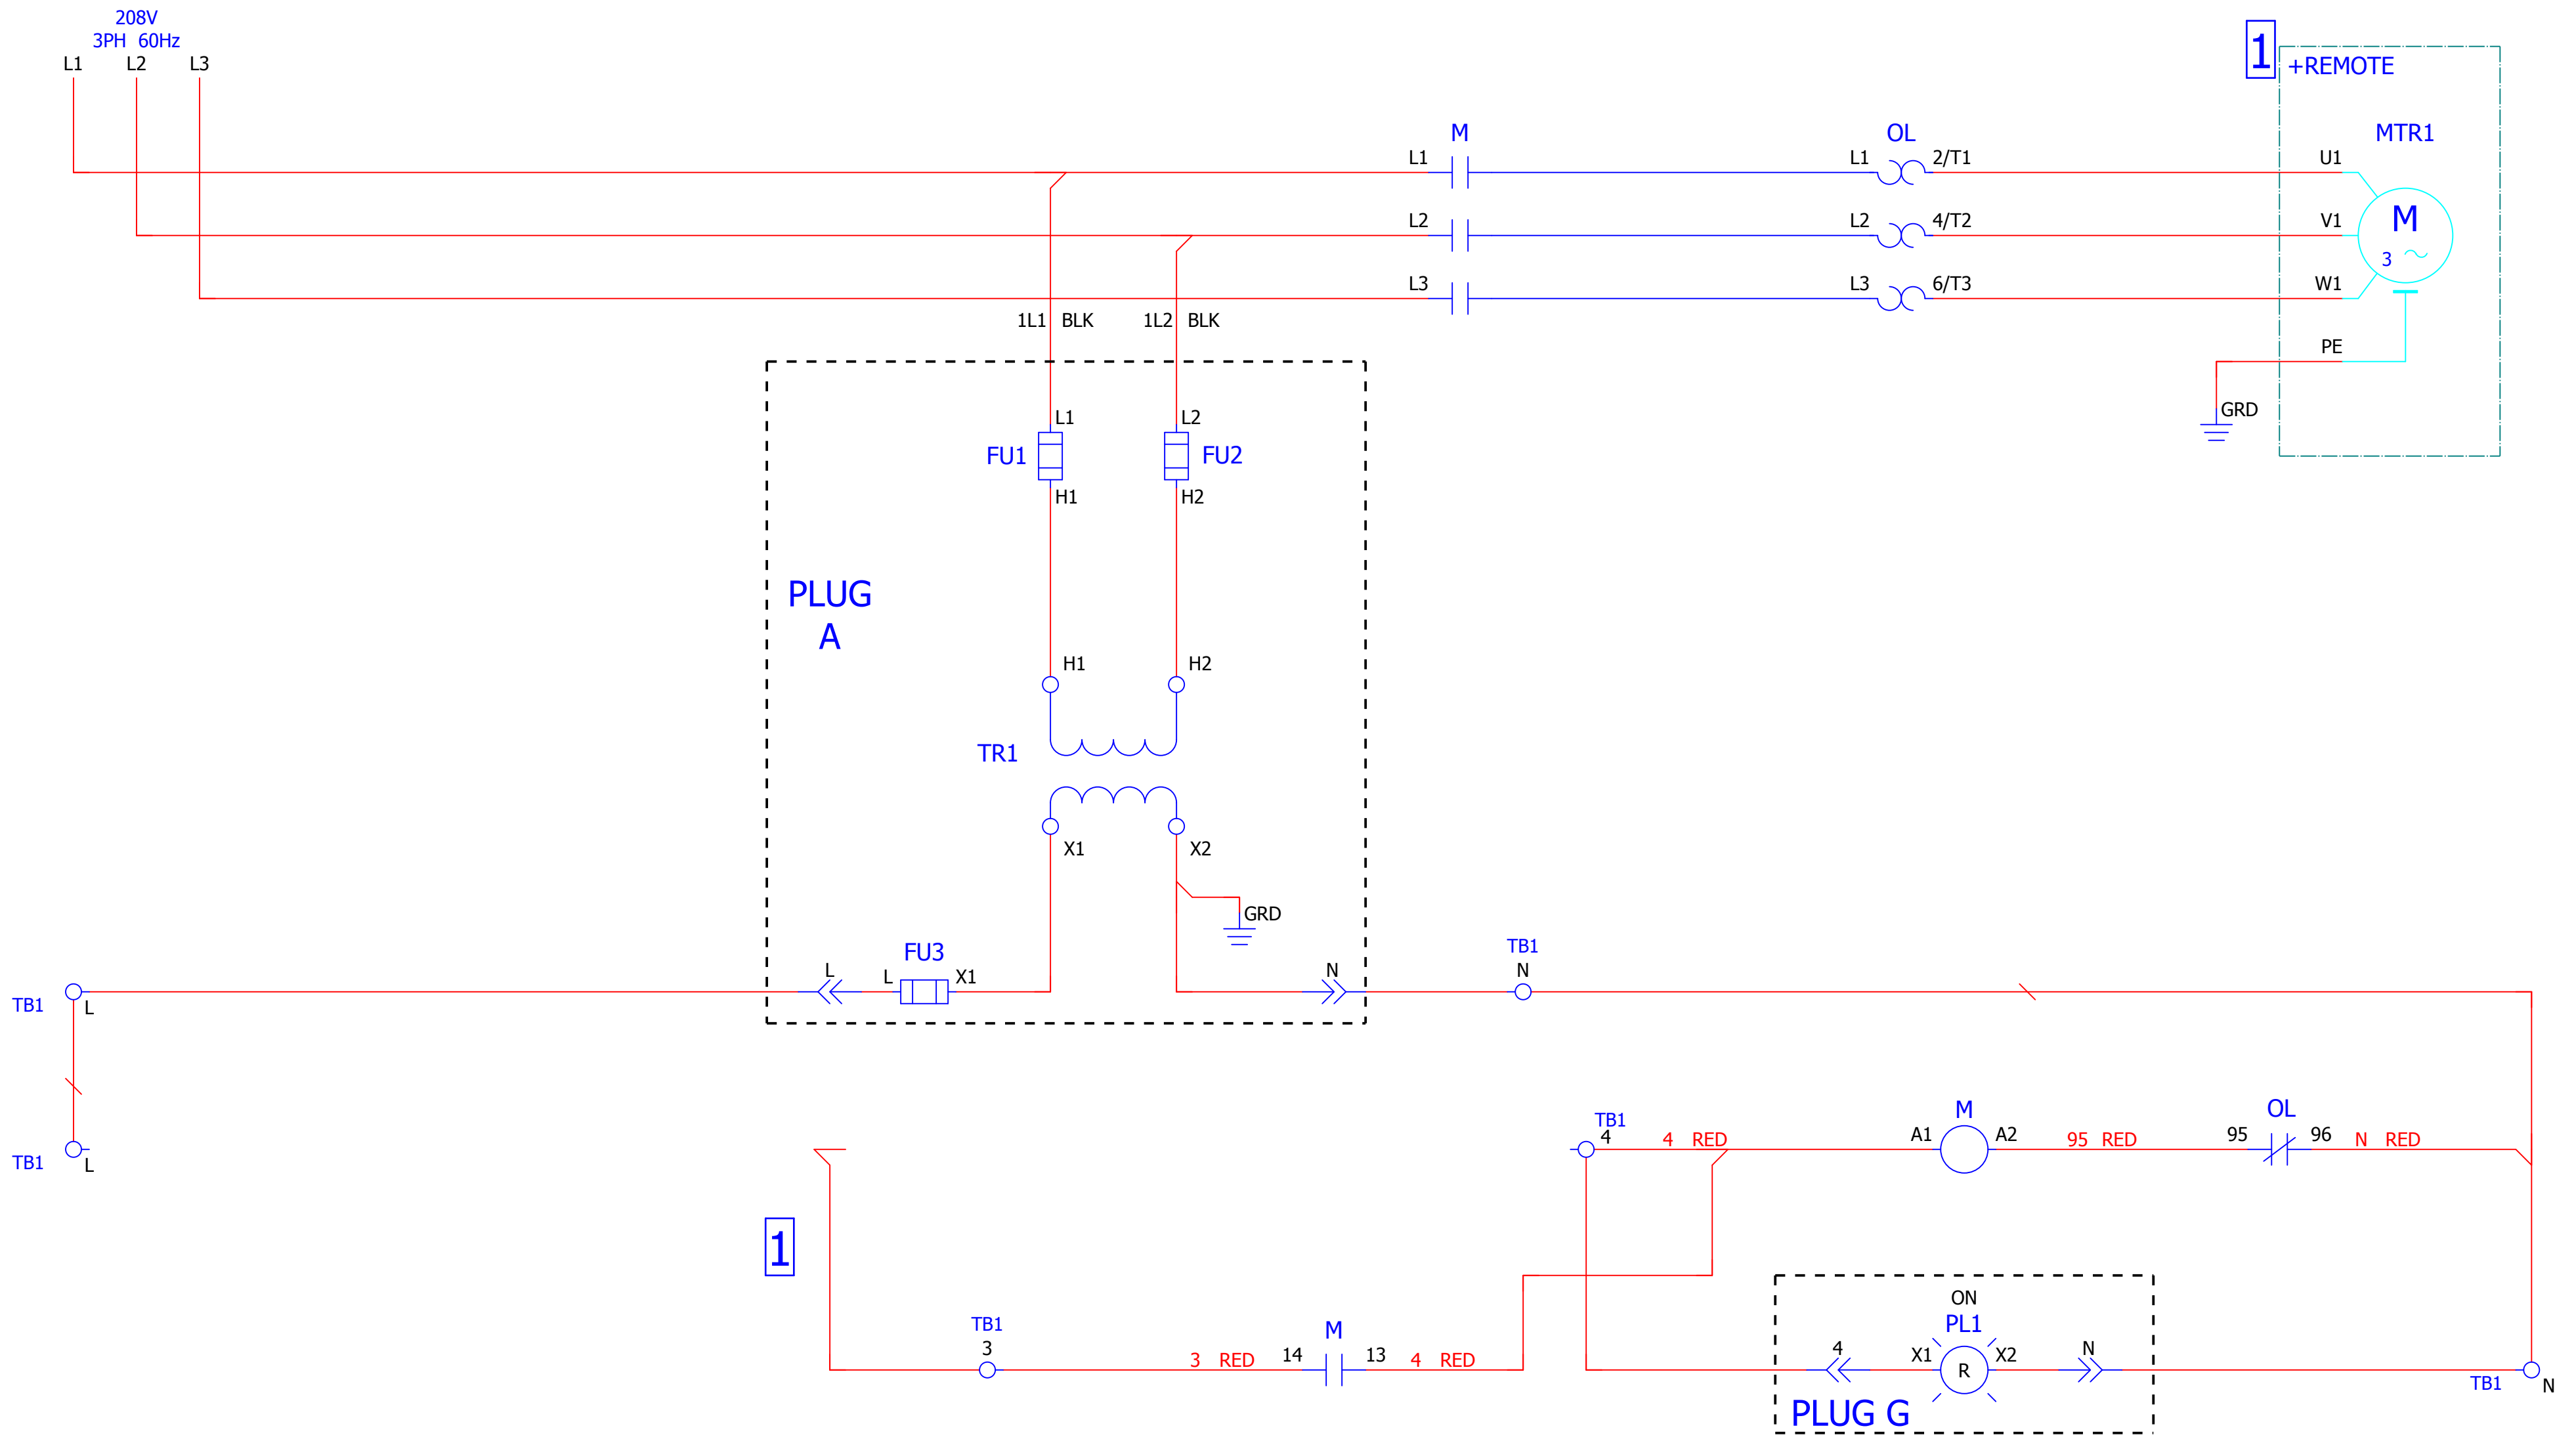 208V
3PH 60Hz
L1 L2 L3
1 +REMOTE
M OL MTR1
L1 L1 2/T1 U1
L2 L2 4/T2 V1 M
3
L3 L3 6/T3 W1
1L1 BLK 1L2 BLK
PE
GRD
L1 L2
FU1 FU2
H1 H2
PLUG
A
H1 H2
TR1
X1 X2
GRD
FU3 TB1
L L X1 N N
TB1 L
TB1 M OL
4 4 RED A1 A2 95 RED 95 96 N RED
TB1 L
1
ON
TB1 M PL1
3 3 RED 14 13 4 RED 4 X1 R X2 N
TB1 N
PLUG G